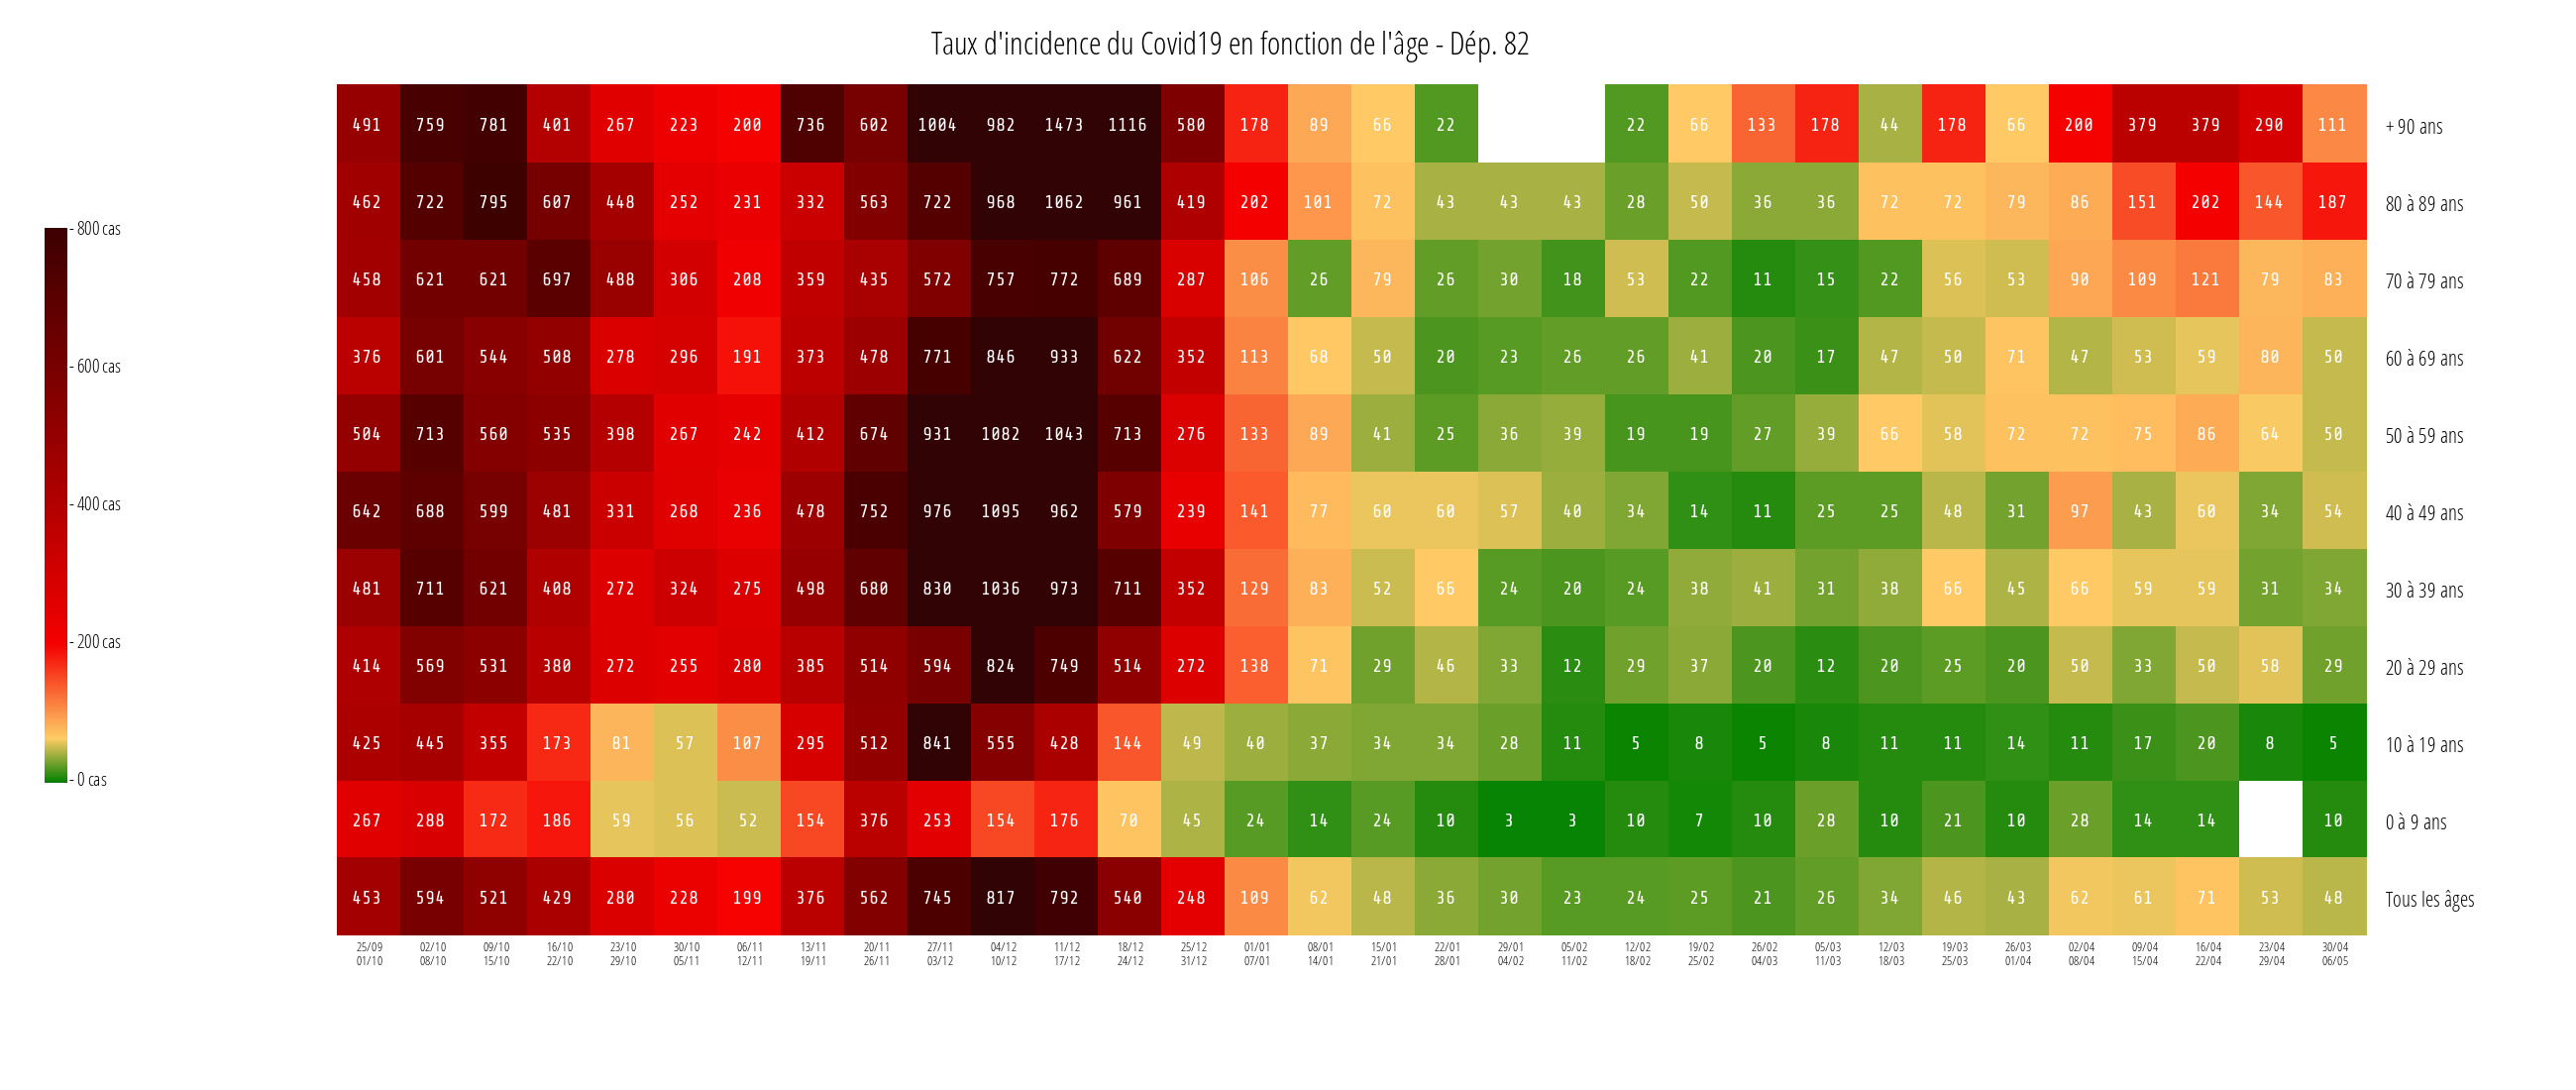 Taux d'incidence du Covid19 en fonction de l'âge - Dép. 82
- 800 cas
- 600 cas
- 400 cas
- 200 cas
- 0 cas
491 759 781 401 267 223 200 736 602 1004 982 1473 1116 580 178 89 66 22 22 66 133 178 44 178 66 200 379 379 290 111 + 90 ans
462 722 795 607 448 252 231 332 563 722 968 1062 961 419 202 101 72 43 43 43 28 50 36 36 72 72 79 86 151 202 144 187 80 à 89 ans
458 621 621 697 488 306 208 359 435 572 757 772 689 287 106 26 79 26 30 18 53 22 11 15 22 56 53 90 109 121 79 83 70 à 79 ans
376 601 544 508 278 296 191 373 478 771 846 933 622 352 113 68 50 20 23 26 26 41 20 17 47 50 71 47 53 59 80 50 60 à 69 ans
504 713 560 535 398 267 242 412 674 931 1082 1043 713 276 133 89 41 25 36 39 19 19 27 39 66 58 72 72 75 86 64 50 50 à 59 ans
642 688 599 481 331 268 236 478 752 976 1095 962 579 239 141 77 60 60 57 40 34 14 11 25 25 48 31 97 43 60 34 54 40 à 49 ans
481 711 621 408 272 324 275 498 680 830 1036 973 711 352 129 83 52 66 24 20 24 38 41 31 38 66 45 66 59 59 31 34 30 à 39 ans
414 569 531 380 272 255 280 385 514 594 824 749 514 272 138 71 29 46 33 12 29 37 20 12 20 25 20 50 33 50 58 29 20 à 29 ans
425 445 355 173 81 57 107 295 512 841 555 428 144 49 40 37 34 34 28 11 5 8 5 8 11 11 14 11 17 20 8 5 10 à 19 ans
267 288 172 186 59 56 52 154 376 253 154 176 70 45 24 14 24 10 3 3 10 7 10 28 10 21 10 28 14 14 10 0 à 9 ans
453 594 521 429 280 228 199 376 562 745 817 792 540 248 109 62 48 36 30 23 24 25 21 26 34 46 43 62 61 71 53 48 Tous les âges
25/09 02/10 09/10 16/10 23/10 30/10 06/11 13/11 20/11 27/11 04/12 11/12 18/12 25/12 01/01 08/01 15/01 22/01 29/01 05/02 12/02 19/02 26/02 05/03 12/03 19/03 26/03 02/04 09/04 16/04 23/04 30/04
01/10 08/10 15/10 22/10 29/10 05/11 12/11 19/11 26/11 03/12 10/12 17/12 24/12 31/12 07/01 14/01 21/01 28/01 04/02 11/02 18/02 25/02 04/03 11/03 18/03 25/03 01/04 08/04 15/04 22/04 29/04 06/05